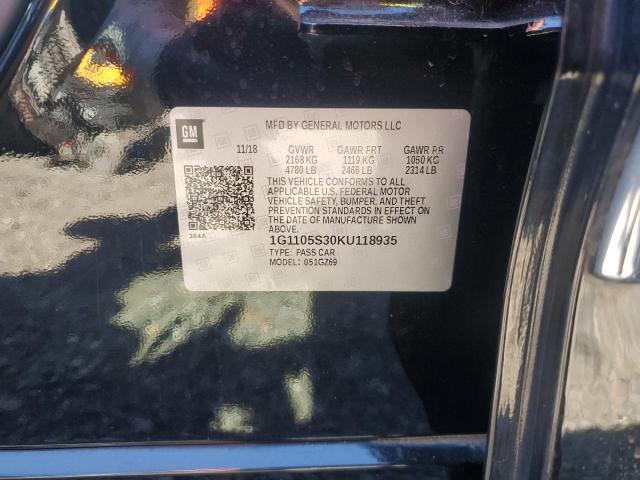 GM
MFD BY GENERAL MOTORS LLC
11/18 GVWR GAWR FRT GAWR RR
2168 KG 1119 KG 1050 KG
4780 LB 2466 LB 2314 LB
THIS VEHICLE CONFORMS TO ALL
APPLICABLE U.S. FEDERAL MOTOR
VEHICLE SAFETY, BUMPER, AND THEFT
PREVENTION STANDARDS IN EFFECT ON
THE DATE OF MANUFACTURE SHOWN
ABOVE.
384A
1G1105S30KU118935
TYPE: PASS CAR
MODEL: 051GZ69